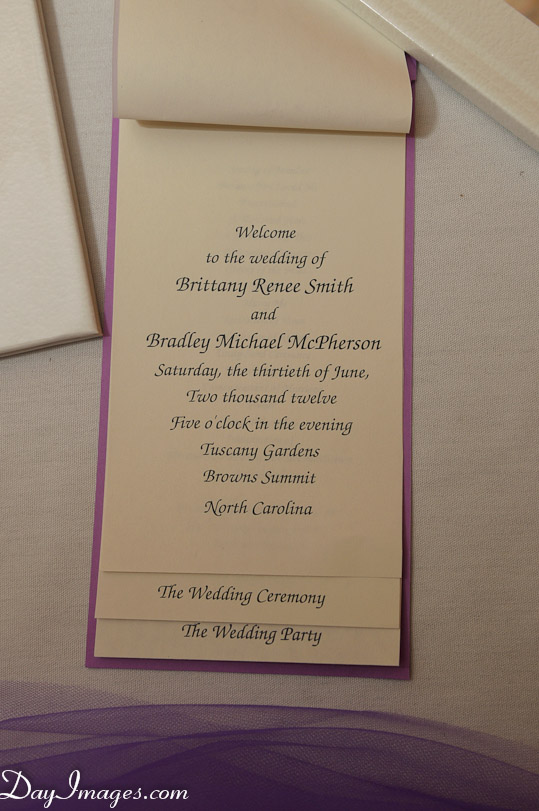 Welcome
to the wedding of
Brittany Renee Smith
and
Bradley Michael McPherson
Saturday, the thirtieth of June,
Two thousand twelve
Five o'clock in the evening
Tuscany Gardens
Browns Summit
North Carolina
The Wedding Ceremony
The Wedding Party
DayImages.com